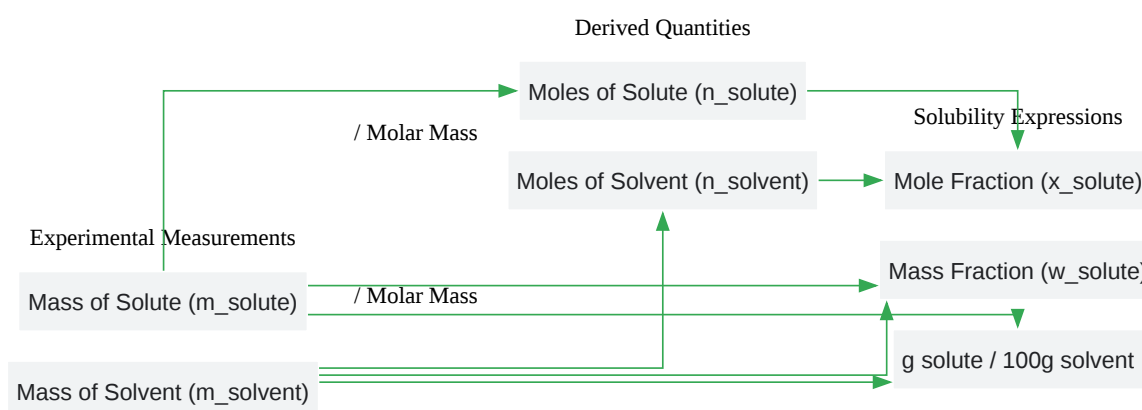 Derived Quantities
Moles of Solute (n_solute)
Solubility Expressions
/ Molar Mass
Moles of Solvent (n_solvent)
Mole Fraction (x_solute)
Experimental Measurements
Mass Fraction (w_solute)
Mass of Solute (m_solute)
/ Molar Mass
g solute / 100g solvent
Mass of Solvent (m_solvent)